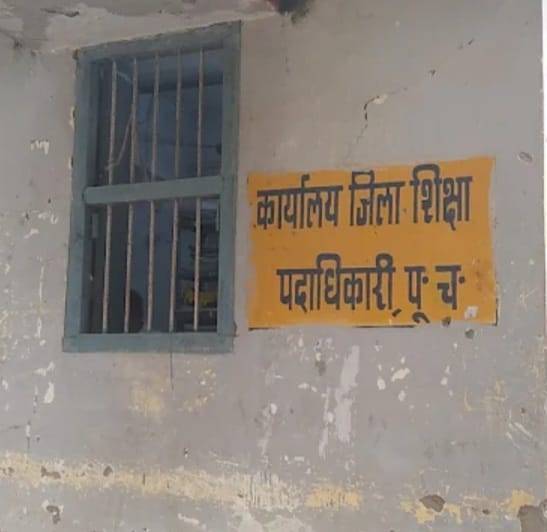 कार्यालय जिला शिक्षा
पदाधिकारी, पू॰ च॰